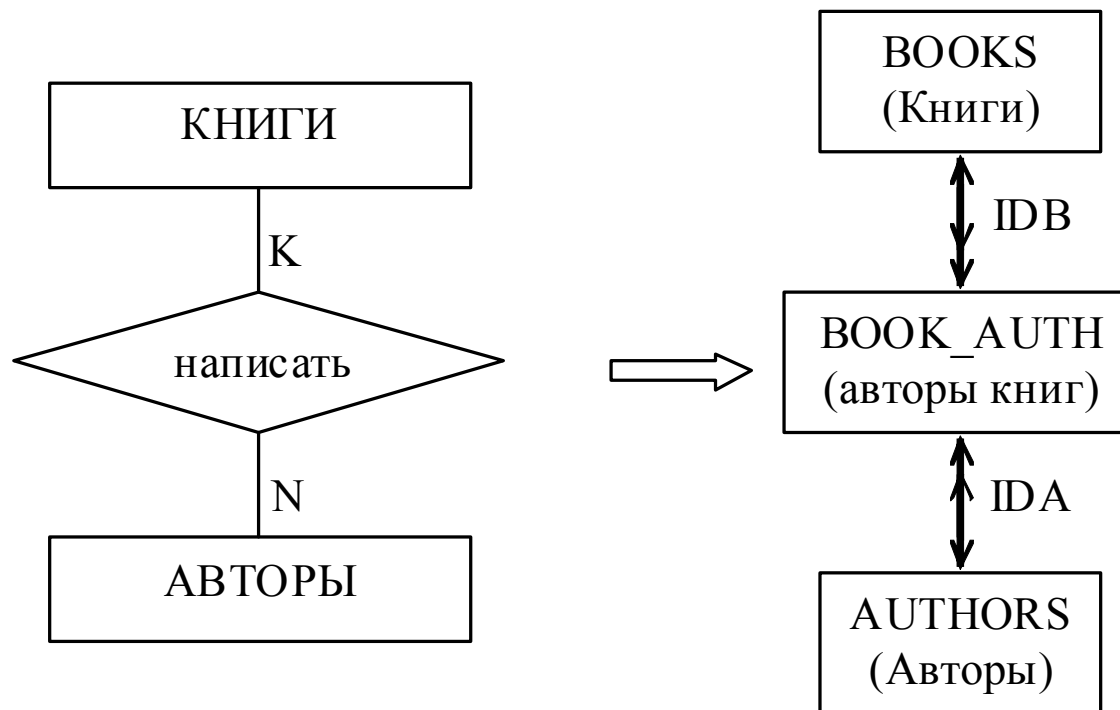 КНИГИ
K
написать
N
АВТОРЫ
BOOKS
(Книги)
IDB
BOOK_AUTH
(авторы книг)
IDA
AUTHORS
(Авторы)